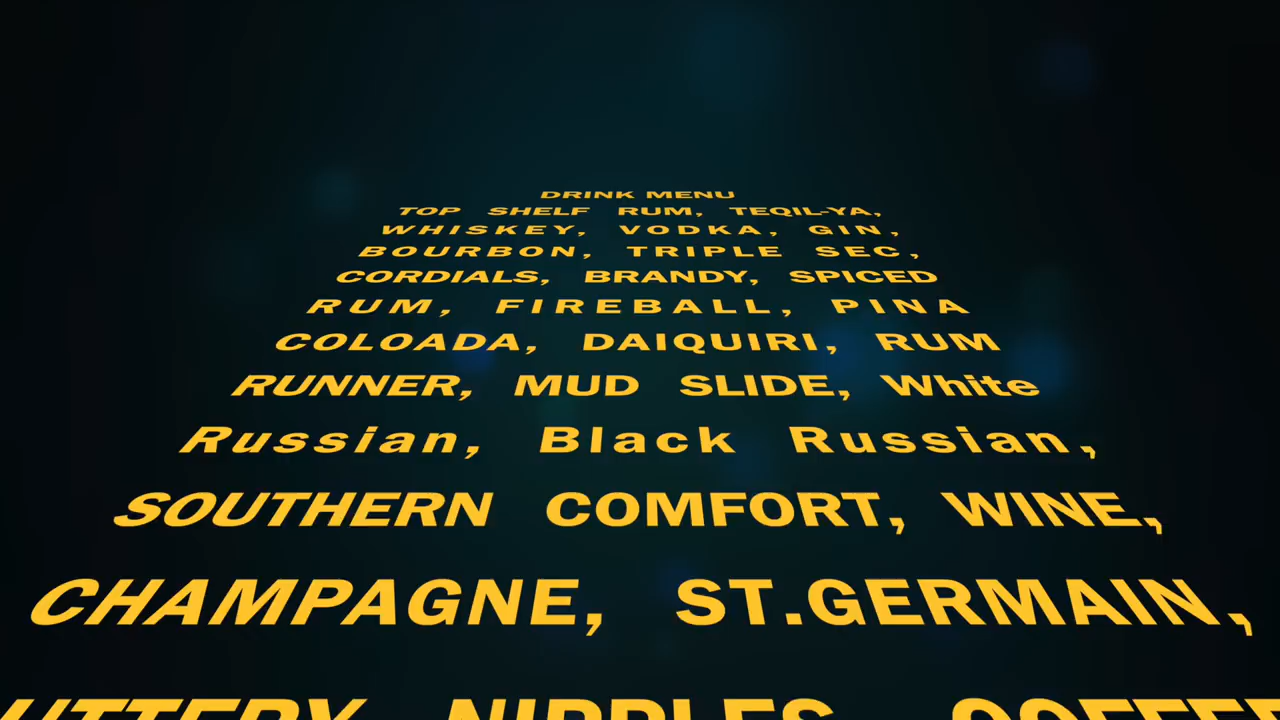 DRINK MENU
TOP SHELF RUM, TEQIL-YA,
WHISKEY, VODKA, GIN,
BOURBON, TRIPLE SEC,
CORDIALS, BRANDY, SPICED
RUM, FIREBALL, PINA
COLOADA, DAIQUIRI, RUM
RUNNER, MUD SLIDE, White
Russian, Black Russian,
SOUTHERN COMFORT, WINE,
CHAMPAGNE, ST.GERMAIN,
NIPPLES